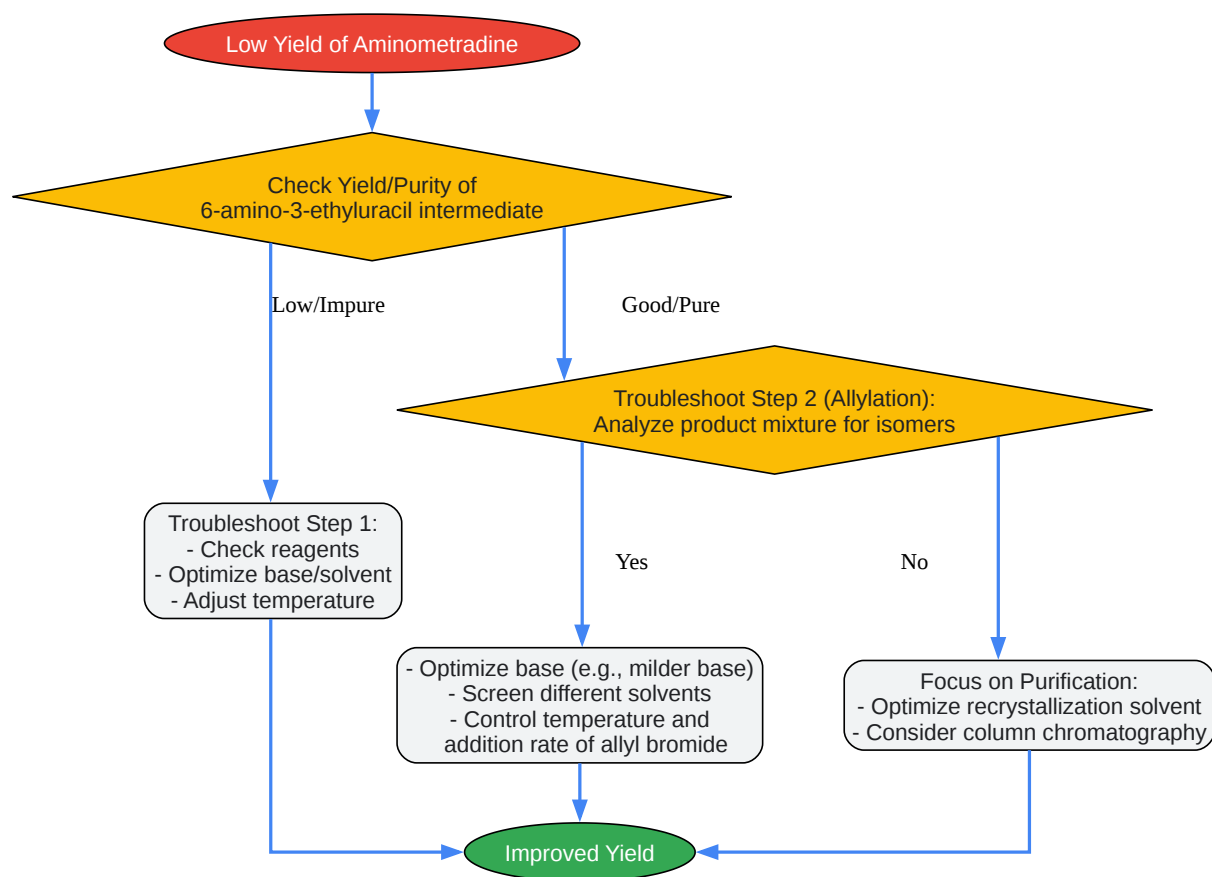 Low Yield of Aminometradine
Check Yield/Purity of
6-amino-3-ethyluracil intermediate
Low/Impure
Good/Pure
Troubleshoot Step 2 (Allylation):
Analyze product mixture for isomers
Troubleshoot Step 1:
- Check reagents
- Optimize base/solvent
- Adjust temperature
Yes
No
- Optimize base (e.g., milder base)
- Screen different solvents
- Control temperature and
addition rate of allyl bromide
Focus on Purification:
- Optimize recrystallization solvent
- Consider column chromatography
Improved Yield